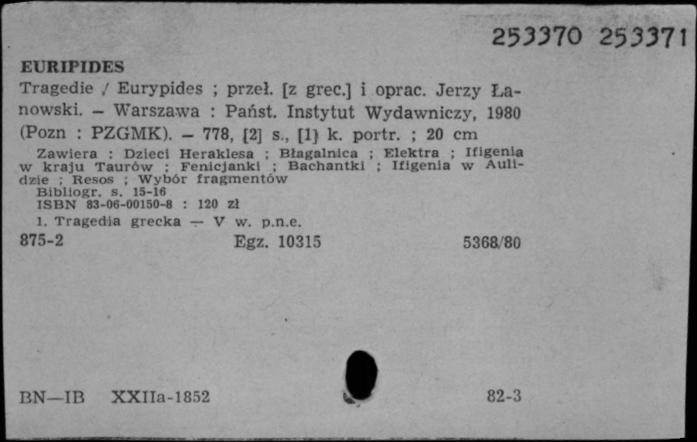 253370 253371
EURIPIDES
Tragedie / Eurypides ; przeł. [z grec.] i oprac. Jerzy Ła-
nowski. — Warszawa : Państ. Instytut Wydawniczy, 1980
(Pozn : PZGMK). — 778, [2] s., [1] k. portr. ; 20 cm
Zawiera : Dzieci Heraklesa ; Błagalnica ; Elektra ; Ifigenia
w kraju Taurów ; Fenicjanki ; Bachantki ; Ifigenia w Auli-
dzie ; Resos ; Wybór fragmentów
Bibliogr. s. 15-16
ISBN 83-06-00150-8 : 120 zł
1. Tragedia grecka — V w. p.n.e.
875-2 Egz. 10315 5368/80
BN—IB XXIIa-1852 82-3